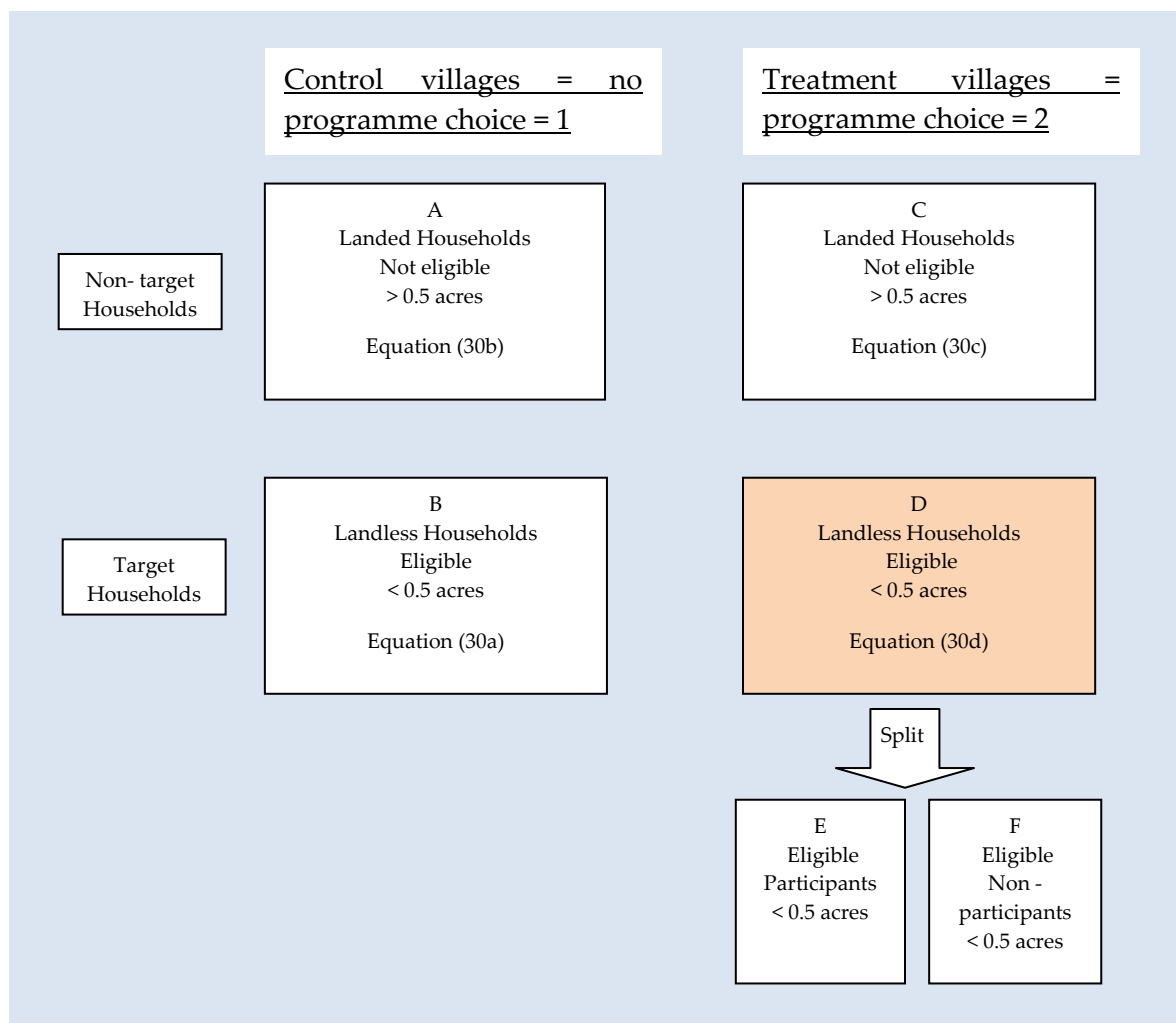 Control villages = no
programme choice = 1
Treatment villages =
programme choice = 2
Non- target
Households
A
Landed Households
Not eligible
> 0.5 acres
Equation (30b)
C
Landed Households
Not eligible
> 0.5 acres
Equation (30c)
Target
Households
B
Landless Households
Eligible
< 0.5 acres
Equation (30a)
D
Landless Households
Eligible
< 0.5 acres
Equation (30d)
Split
E
Eligible
Participants
< 0.5 acres
F
Eligible
Non -
participants
< 0.5 acres